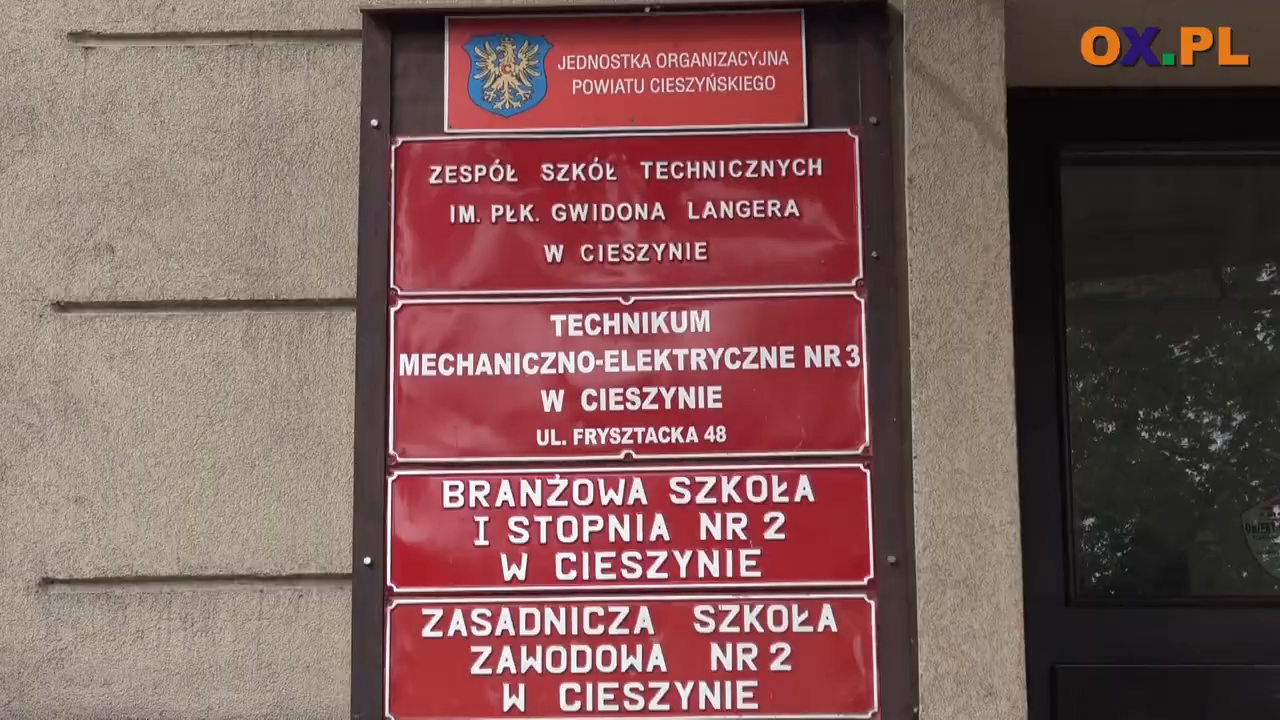 OX.PL
JEDNOSTKA ORGANIZACYJNA
POWIATU CIESZYŃSKIEGO
ZESPÓŁ SZKÓŁ TECHNICZNYCH
IM. PŁK. GWIDONA LANGERA
W CIESZYNIE
TECHNIKUM
MECHANICZNO-ELEKTRYCZNE NR 3
W CIESZYNIE
UL. FRYSZTACKA 48
BRANŻOWA SZKOŁA
I STOPNIA NR 2
W CIESZYNIE
ZASADNICZA SZKOŁA
ZAWODOWA NR 2
W CIESZYNIE